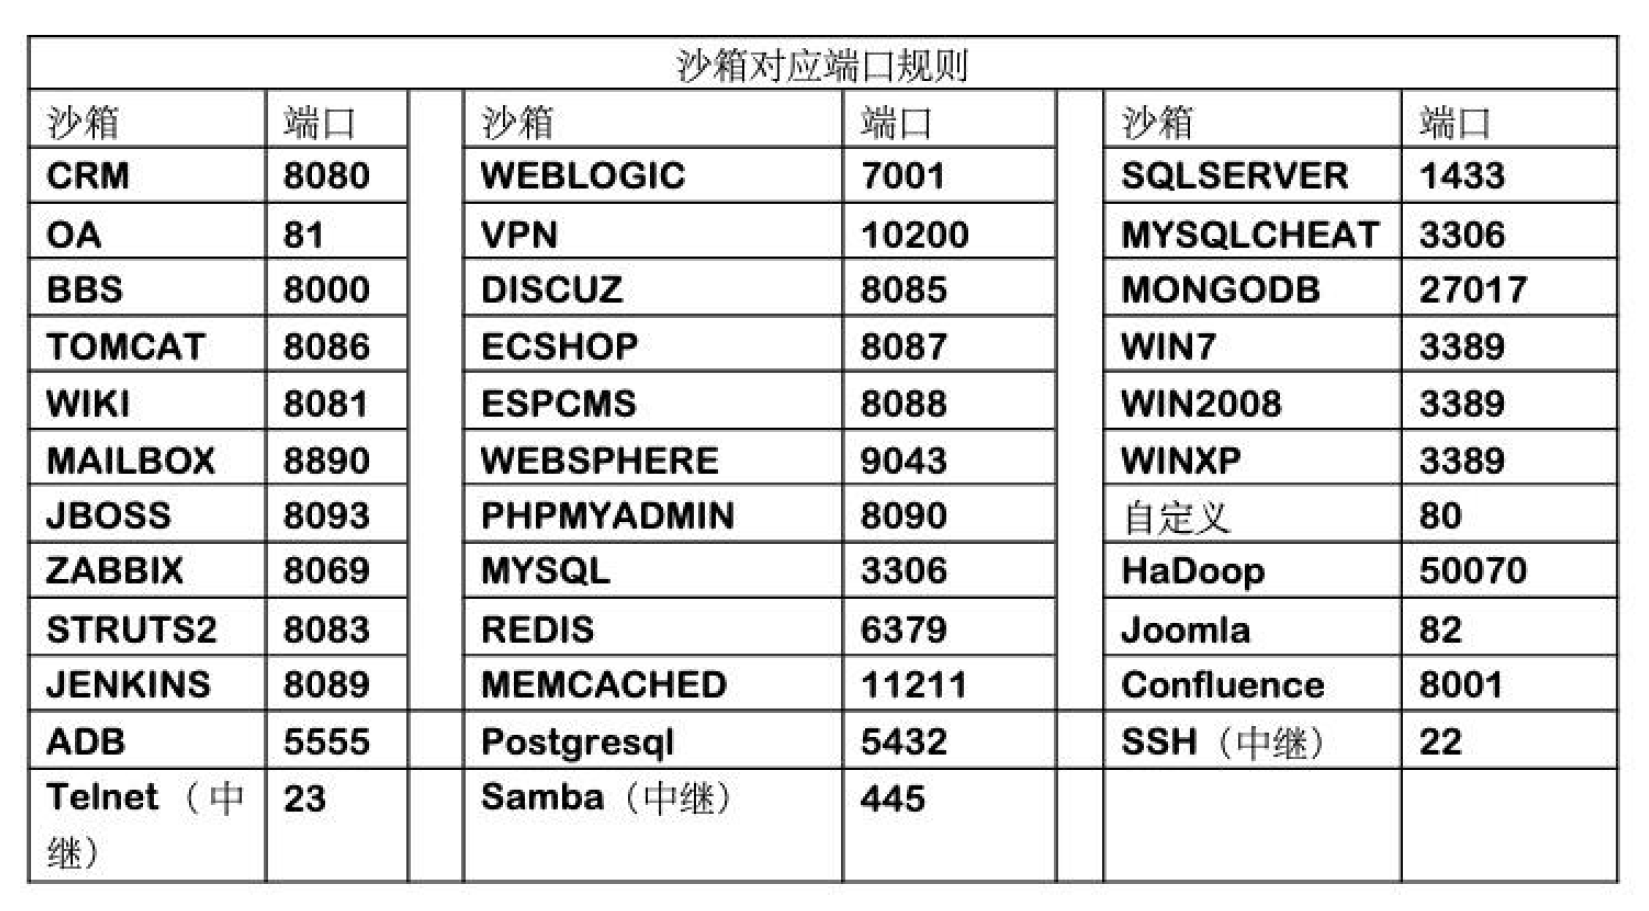 沙箱对应端口规则
沙箱 端口 沙箱 端口 沙箱 端口
CRM 8080 WEBLOGIC 7001 SQLSERVER 1433
OA 81 VPN 10200 MYSQLCHEAT 3306
BBS 8000 DISCUZ 8085 MONGODB 27017
TOMCAT 8086 ECSHOP 8087 WIN7 3389
WIKI 8081 ESPCMS 8088 WIN2008 3389
MAILBOX 8890 WEBSPHERE 9043 WINXP 3389
JBOSS 8093 PHPMYADMIN 8090 自定义 80
ZABBIX 8069 MYSQL 3306 HaDoop 50070
STRUTS2 8083 REDIS 6379 Joomla 82
JENKINS 8089 MEMCACHED 11211 Confluence 8001
ADB 5555 Postgresql 5432 SSH（中继） 22
Telnet（中 23 Samba（中继） 445
继）